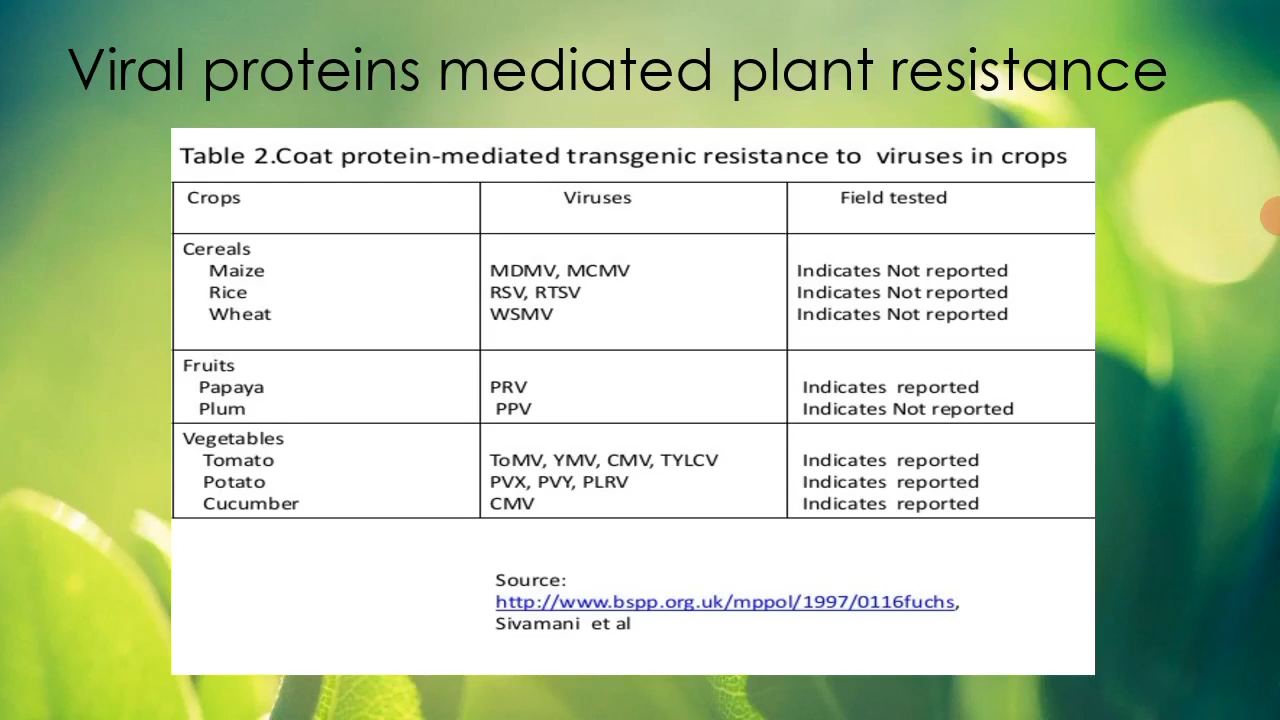 Viral proteins mediated plant resistance
Table 2.Coat protein-mediated transgenic resistance to viruses in crops
Crops Viruses Field tested
Cereals
Maize MDMV, MCMV Indicates Not reported
Rice RSV, RTSV Indicates Not reported
Wheat WSMV Indicates Not reported
Fruits
Papaya PRV Indicates reported
Plum PPV Indicates Not reported
Vegetables
Tomato ToMV, YMV, CMV, TYLCV Indicates reported
Potato PVX, PVY, PLRV Indicates reported
Cucumber CMV Indicates reported
Source:
http://www.bspp.org.uk/mppol/1997/0116fuchs,
Sivamani et al